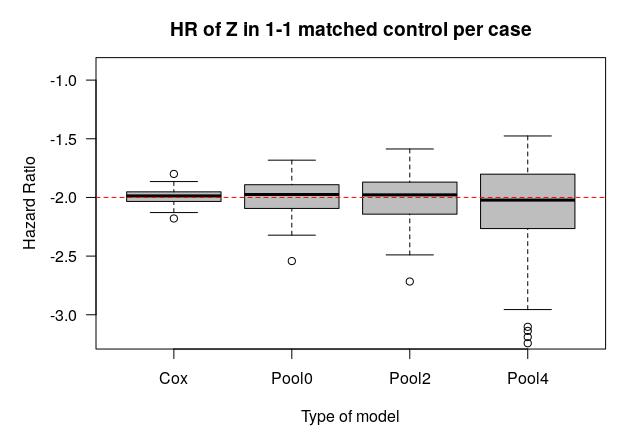 HR of Z in 1-1 matched control per case
Hazard Ratio
-1.0
-1.5
-2.0
-2.5
-3.0
Cox Pool0 Pool2 Pool4
Type of model